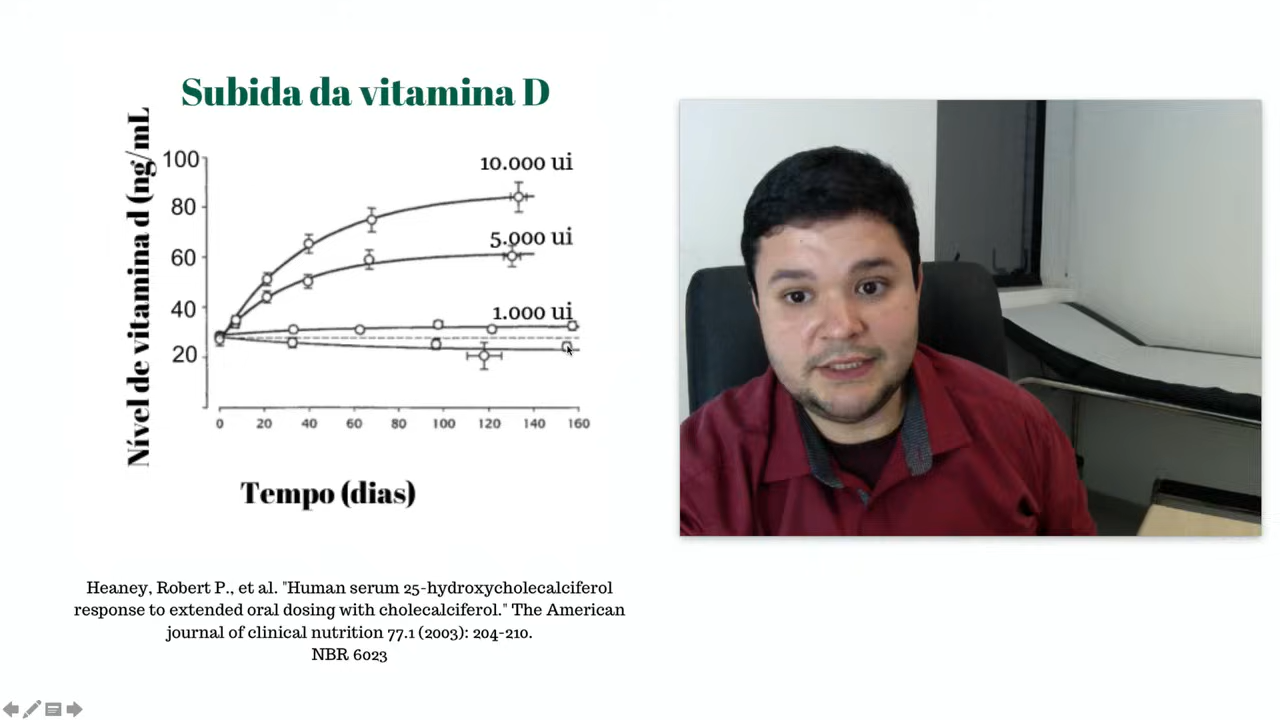 Subida da vitamina D
Nível de vitamina d (ng/mL
100
80
60
40
20
10.000 ui
5.000 ui
1.000 ui
0 20 40 60 80 100 120 140 160
Tempo (dias)
Heaney, Robert P., et al. "Human serum 25-hydroxycholecalciferol
response to extended oral dosing with cholecalciferol." The American
journal of clinical nutrition 77.1 (2003): 204-210.
NBR 6023